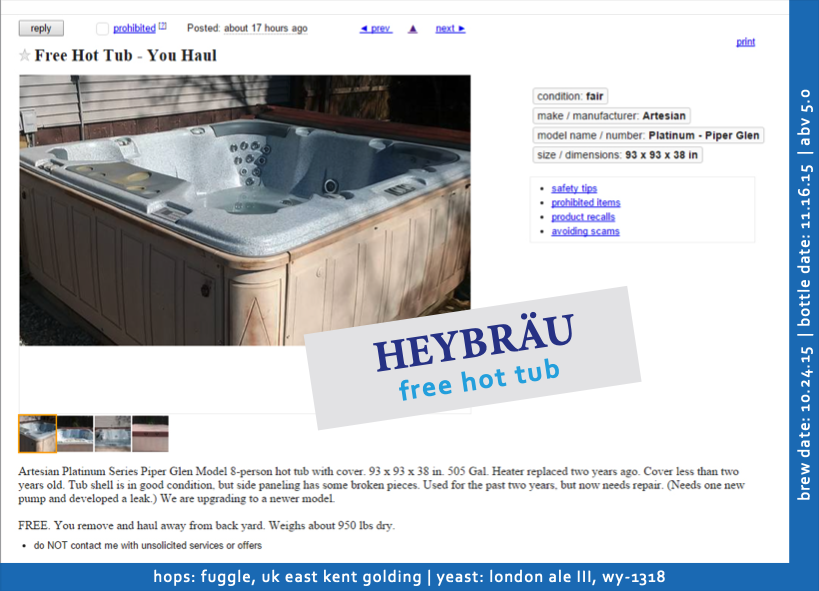 reply
prohibited [?]
Posted: about 17 hours ago
◄ prev ▲ next ►
print
☆ Free Hot Tub - You Haul
condition: fair
make / manufacturer: Artesian
model name / number: Platinum - Piper Glen
size / dimensions: 93 x 93 x 38 in
• safety tips
• prohibited items
• product recalls
• avoiding scams
HEYBRÄU
free hot tub
Artesian Platinum Series Piper Glen Model 8-person hot tub with cover. 93 x 93 x 38 in. 505 Gal. Heater replaced two years ago. Cover less than two
years old. Tub shell is in good condition, but side paneling has some broken pieces. Used for the past two years, but now needs repair. (Needs one new
pump and developed a leak.) We are upgrading to a newer model.
FREE. You remove and haul away from back yard. Weighs about 950 lbs dry.
• do NOT contact me with unsolicited services or offers
hops: fuggle, uk east kent golding | yeast: london ale III, wy-1318
brew date: 10.24.15 | bottle date: 11.16.15 | abv 5.0